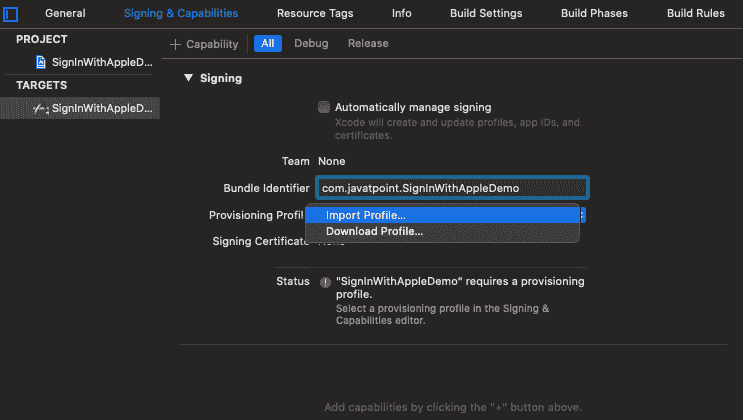 General Signing & Capabilities Resource Tags Info Build Settings Build Phases Build Rules
PROJECT
SignInWithAppleD...
TARGETS
SignInWithAppleD...
+ Capability All Debug Release
Signing
Automatically manage signing
Xcode will create and update profiles, app IDs, and
certificates.
Team None
Bundle Identifier com.javatpoint.SignInWithAppleDemo
Provisioning Profil
Import Profile...
Download Profile...
Signing Certificate None
Status "SignInWithAppleDemo" requires a provisioning
profile.
Select a provisioning profile in the Signing &
Capabilities editor.
Add capabilities by clicking the "+" button above.